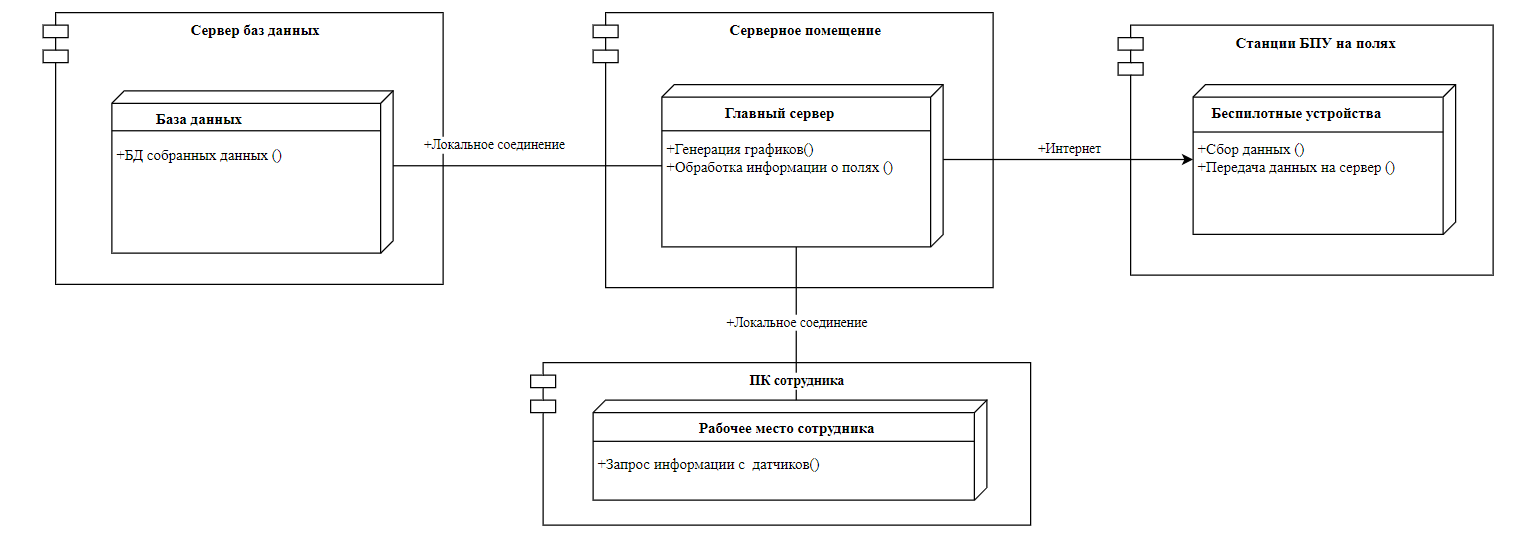 Сервер баз данных
База данных
+БД собранных данных ()
+Локальное соединение
Серверное помещение
Главный сервер
+Генерация графиков()
+Обработка информации о полях ()
+Интернет
Станции БПУ на полях
Беспилотные устройства
+Сбор данных ()
+Передача данных на сервер ()
+Локальное соединение
ПК сотрудника
Рабочее место сотрудника
+Запрос информации с  датчиков()